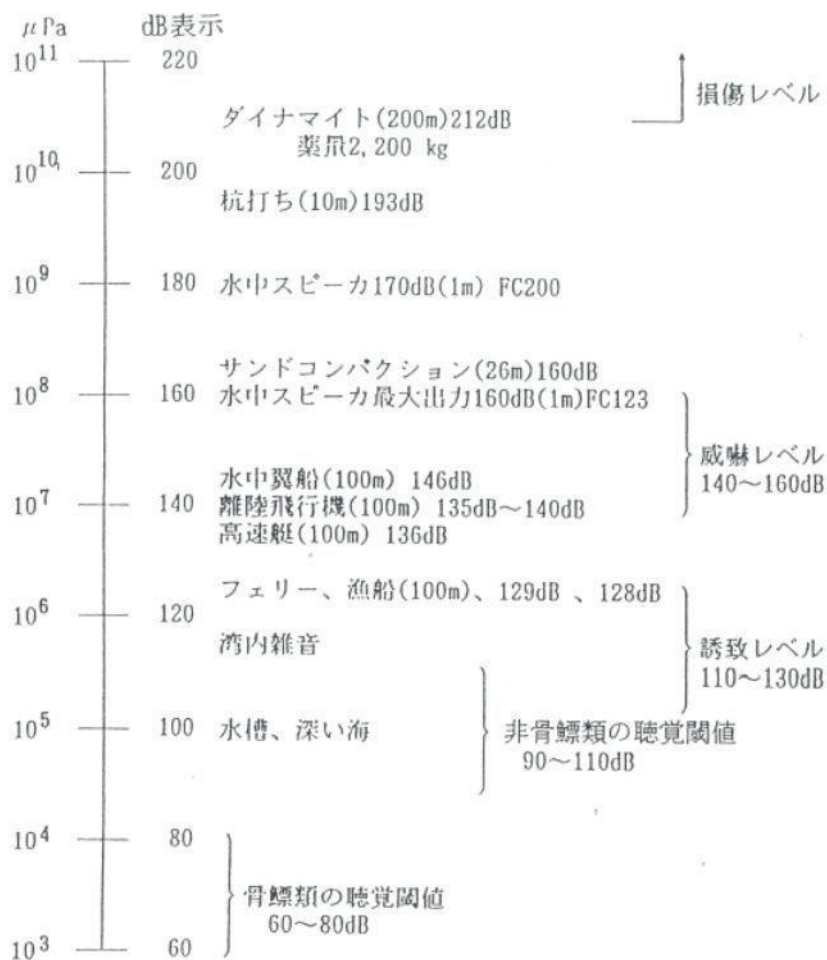 μPa dB表示
10¹¹ 220
損傷レベル
ダイナマイト(200m)212dB
薬爪2,200 kg
10¹⁰ 200
杭打ち(10m)193dB
10⁹ 180 水中スピーカ170dB(1m) FC200
サンドコンパクション(26m)160dB
10⁸ 160 水中スピーカ最大出力160dB(1m)FC123
威嚇レベル
140～160dB
水中翼船(100m) 146dB
10⁷ 140 離陸飛行機(100m) 135dB～140dB
高速艇(100m) 136dB
フェリー、漁船(100m)、129dB 、128dB
10⁶ 120
湾内雑音
誘致レベル
110～130dB
10⁵ 100 水槽、深い海 非骨鰾類の聴覚閾値
90～110dB
10⁴ 80
骨鰾類の聴覚閾値
60～80dB
10³ 60